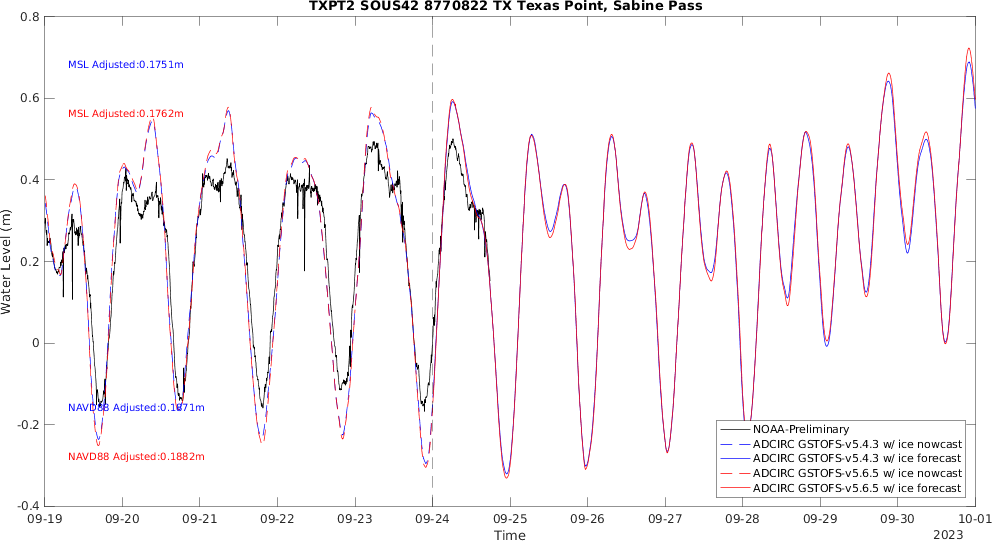 TXPT2 SOUS42 8770822 TX Texas Point, Sabine Pass
Water Level (m)
0.8
0.6
0.4
0.2
0
-0.2
-0.4
MSL Adjusted:0.1751m
MSL Adjusted:0.1762m
NAVD88 Adjusted:0.1871m
NAVD88 Adjusted:0.1882m
NOAA-Preliminary
ADCIRC GSTOFS-v5.4.3 w/ ice nowcast
ADCIRC GSTOFS-v5.4.3 w/ ice forecast
ADCIRC GSTOFS-v5.6.5 w/ ice nowcast
ADCIRC GSTOFS-v5.6.5 w/ ice forecast
09-19 09-20 09-21 09-22 09-23 09-24 09-25 09-26 09-27 09-28 09-29 09-30 10-01
Time
2023